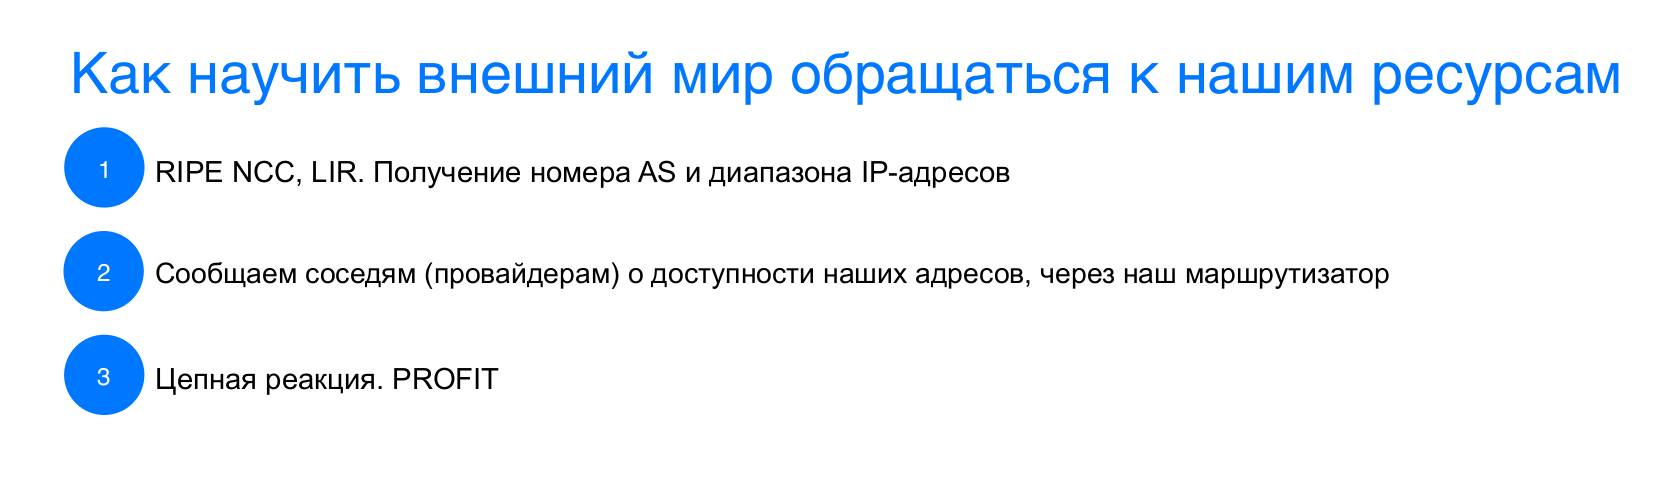 Как научить внешний мир обращаться к нашим ресурсам
1 RIPE NCC, LIR. Получение номера AS и диапазона IP-адресов
2 Сообщаем соседям (провайдерам) о доступности наших адресов, через наш маршрутизатор
3 Цепная реакция. PROFIT